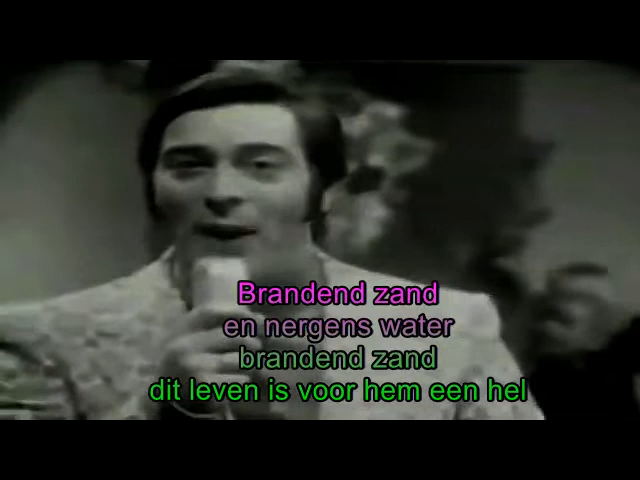 Brandend zand
en nergens water
brandend zand
dit leven is voor hem een hel